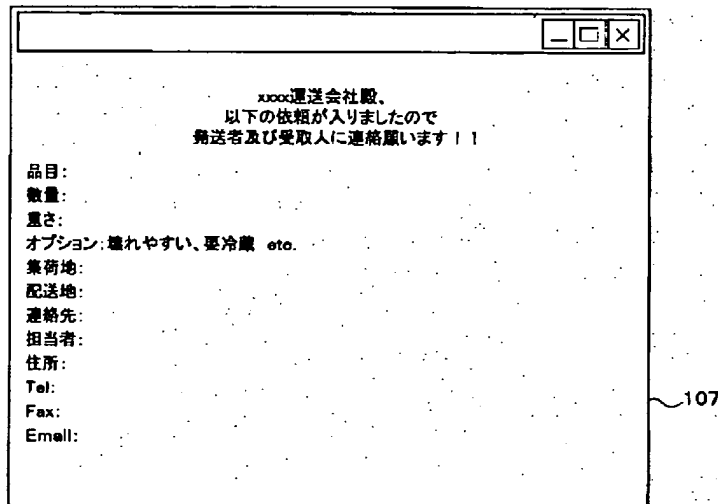 xxxx運送会社殿、
以下の依頼が入りましたので
発送者及び受取人に連絡願います！！
品目:
数量:
重さ:
オプション:壊れやすい、要冷蔵 etc.
集荷地:
配送地:
連絡先:
担当者:
住所:
Tel:
Fax:
Email:
107